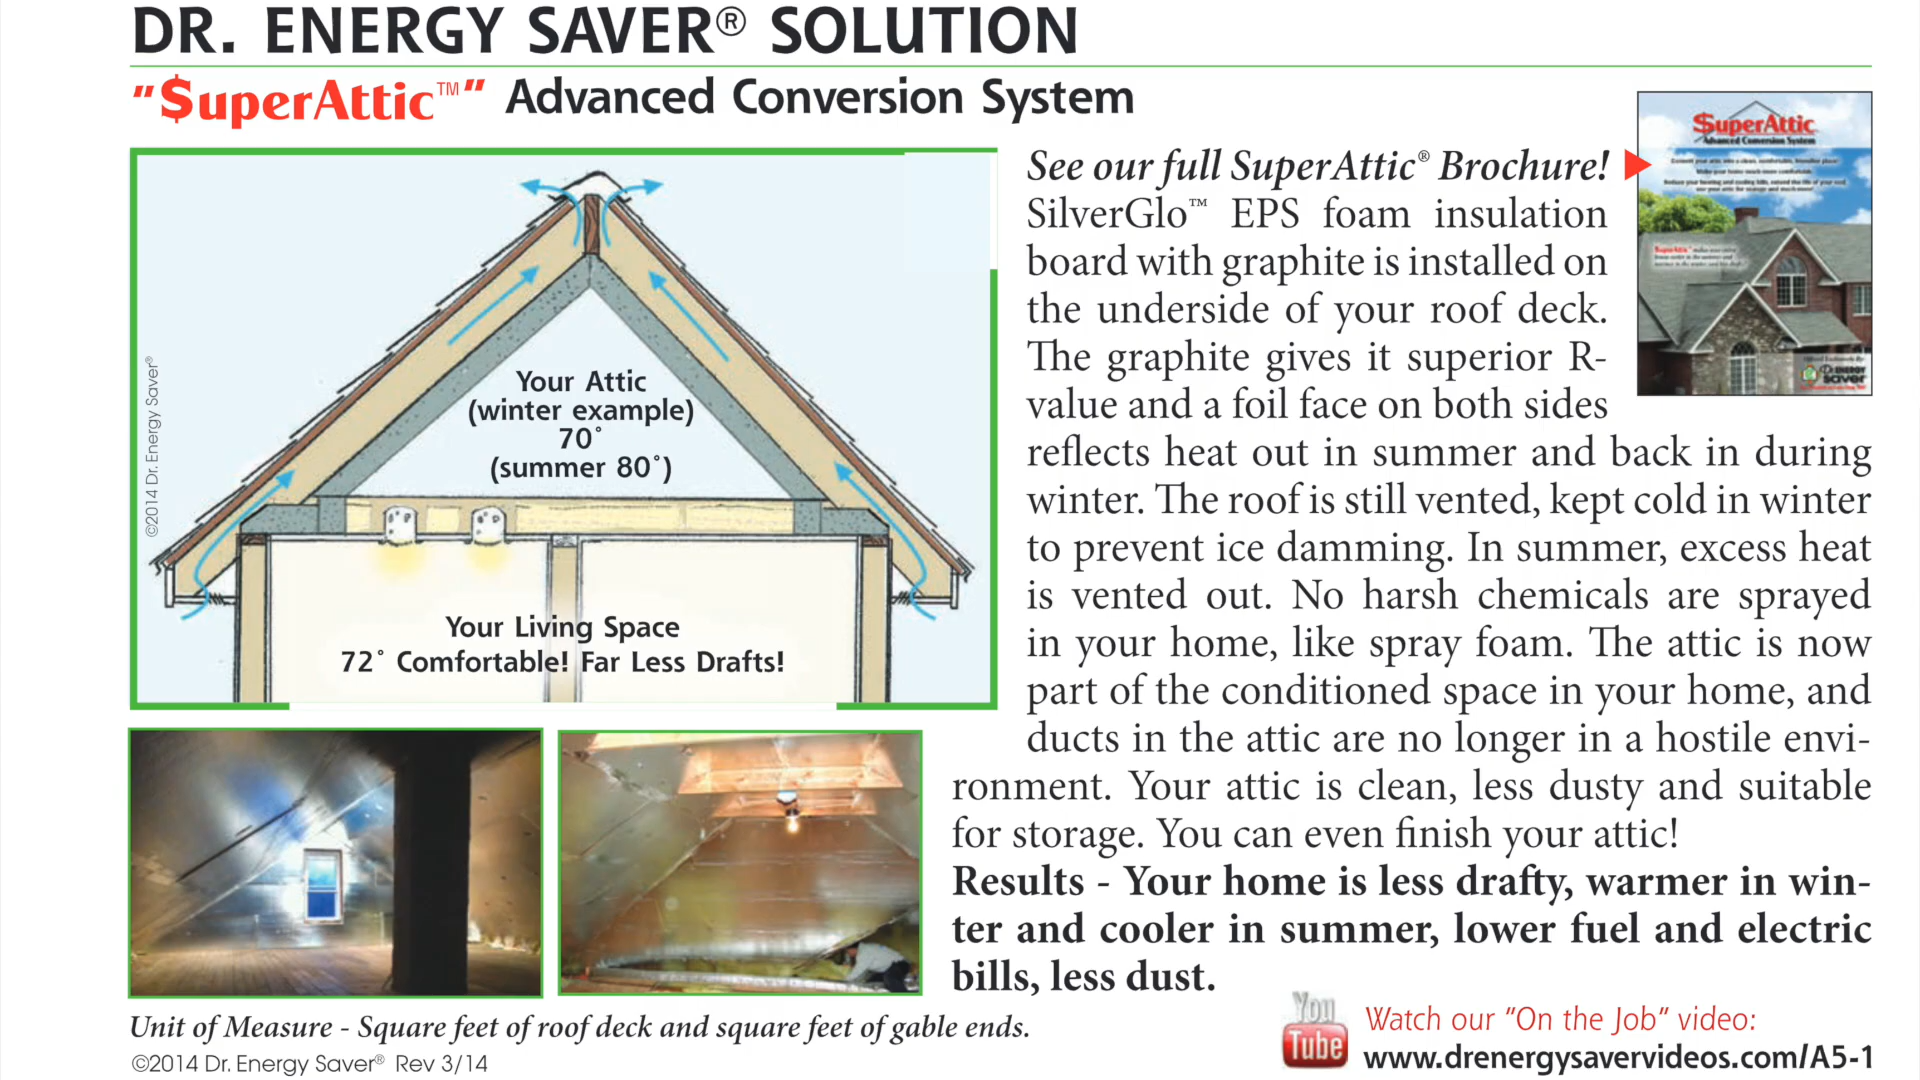 DR. ENERGY SAVER® SOLUTION
"$uperAttic™" Advanced Conversion System
See our full SuperAttic® Brochure!
SilverGlo™ EPS foam insulation
board with graphite is installed on
the underside of your roof deck.
The graphite gives it superior R-
value and a foil face on both sides
reflects heat out in summer and back in during
winter. The roof is still vented, kept cold in winter
to prevent ice damming. In summer, excess heat
is vented out. No harsh chemicals are sprayed
in your home, like spray foam. The attic is now
part of the conditioned space in your home, and
ducts in the attic are no longer in a hostile envi-
ronment. Your attic is clean, less dusty and suitable
for storage. You can even finish your attic!
Results - Your home is less drafty, warmer in win-
ter and cooler in summer, lower fuel and electric
bills, less dust.
$uperAttic
Advanced Conversion System
Dr. ENERGY
saver
Your Attic
(winter example)
70˚
(summer 80˚)
Your Living Space
72˚ Comfortable! Far Less Drafts!
©2014 Dr. Energy Saver®
Unit of Measure - Square feet of roof deck and square feet of gable ends.
©2014 Dr. Energy Saver® Rev 3/14
You
Tube
Watch our "On the Job" video:
www.drenergysavervideos.com/A5-1